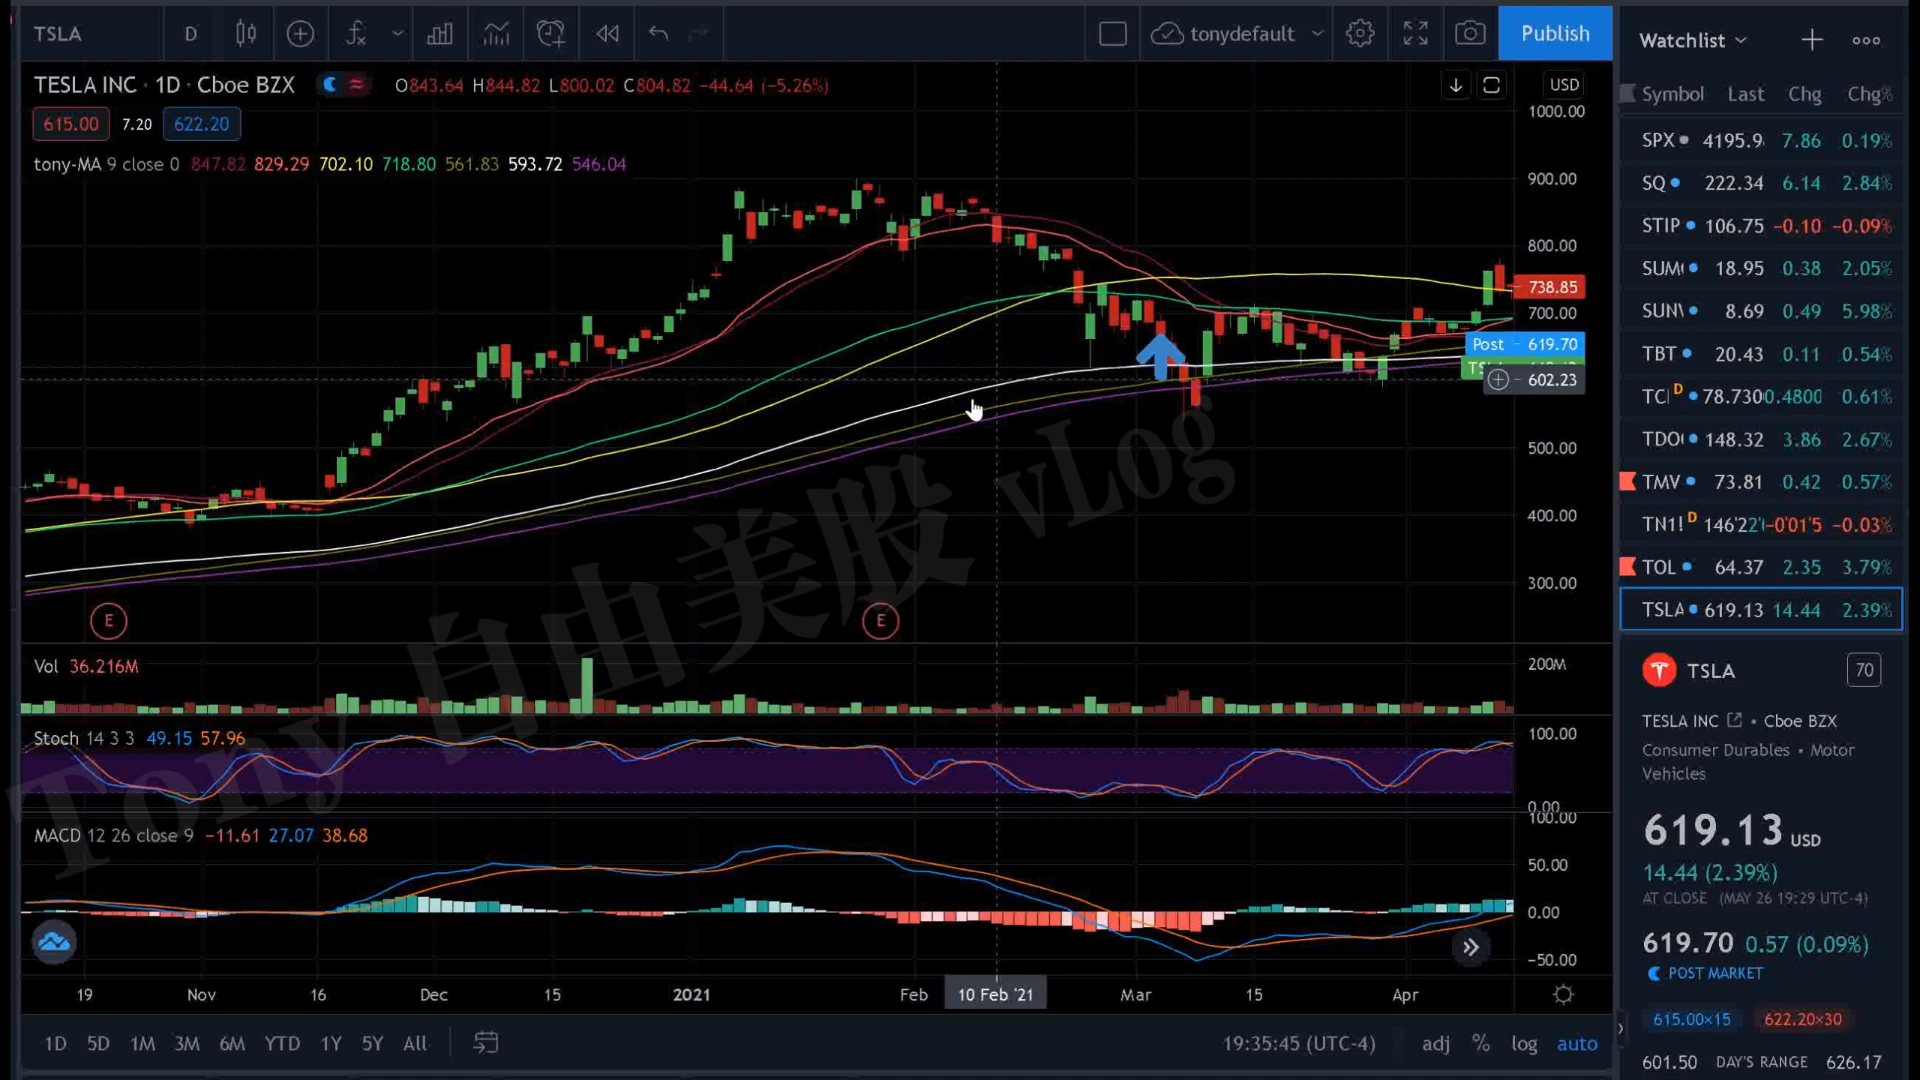 TSLA D tonydefault Publish
TESLA INC · 1D · Cboe BZX O843.64 H844.82 L800.02 C804.82 −44.64 (−5.26%) USD
615.00 7.20 622.20
tony-MA 9 close 0 847.82 829.29 702.10 718.80 561.83 593.72 546.04
1000.00
900.00
800.00
738.85
700.00
Post 619.70
602.23
500.00
400.00
300.00
E E
Tony 自由美股 vLog
Vol 36.216M 200M
Stoch 14 3 3 49.15 57.96 100.00
0.00
MACD 12 26 close 9 −11.61 27.07 38.68 100.00
50.00
0.00
−50.00
19 Nov 16 Dec 15 2021 Feb 10 Feb '21 Mar 15 Apr
1D 5D 1M 3M 6M YTD 1Y 5Y All 19:35:45 (UTC-4) adj % log auto
Watchlist
Symbol Last Chg Chg%
SPX 4195.9 7.86 0.19%
SQ 222.34 6.14 2.84%
STIP 106.75 −0.10 −0.09%
SUM 18.95 0.38 2.05%
SUN 8.69 0.49 5.98%
TBT 20.43 0.11 0.54%
D 78.730 0.4800 0.61%
TDO 148.32 3.86 2.67%
TMV 73.81 0.42 0.57%
TN1! D 146'22' −0'01'5 −0.03%
TOL 64.37 2.35 3.79%
TSLA 619.13 14.44 2.39%
TSLA 70
TESLA INC • Cboe BZX
Consumer Durables • Motor
Vehicles
619.13 USD
14.44 (2.39%)
AT CLOSE (MAY 26 19:29 UTC-4)
619.70 0.57 (0.09%)
POST MARKET
615.00×15 622.20×30
601.50 DAY'S RANGE 626.17